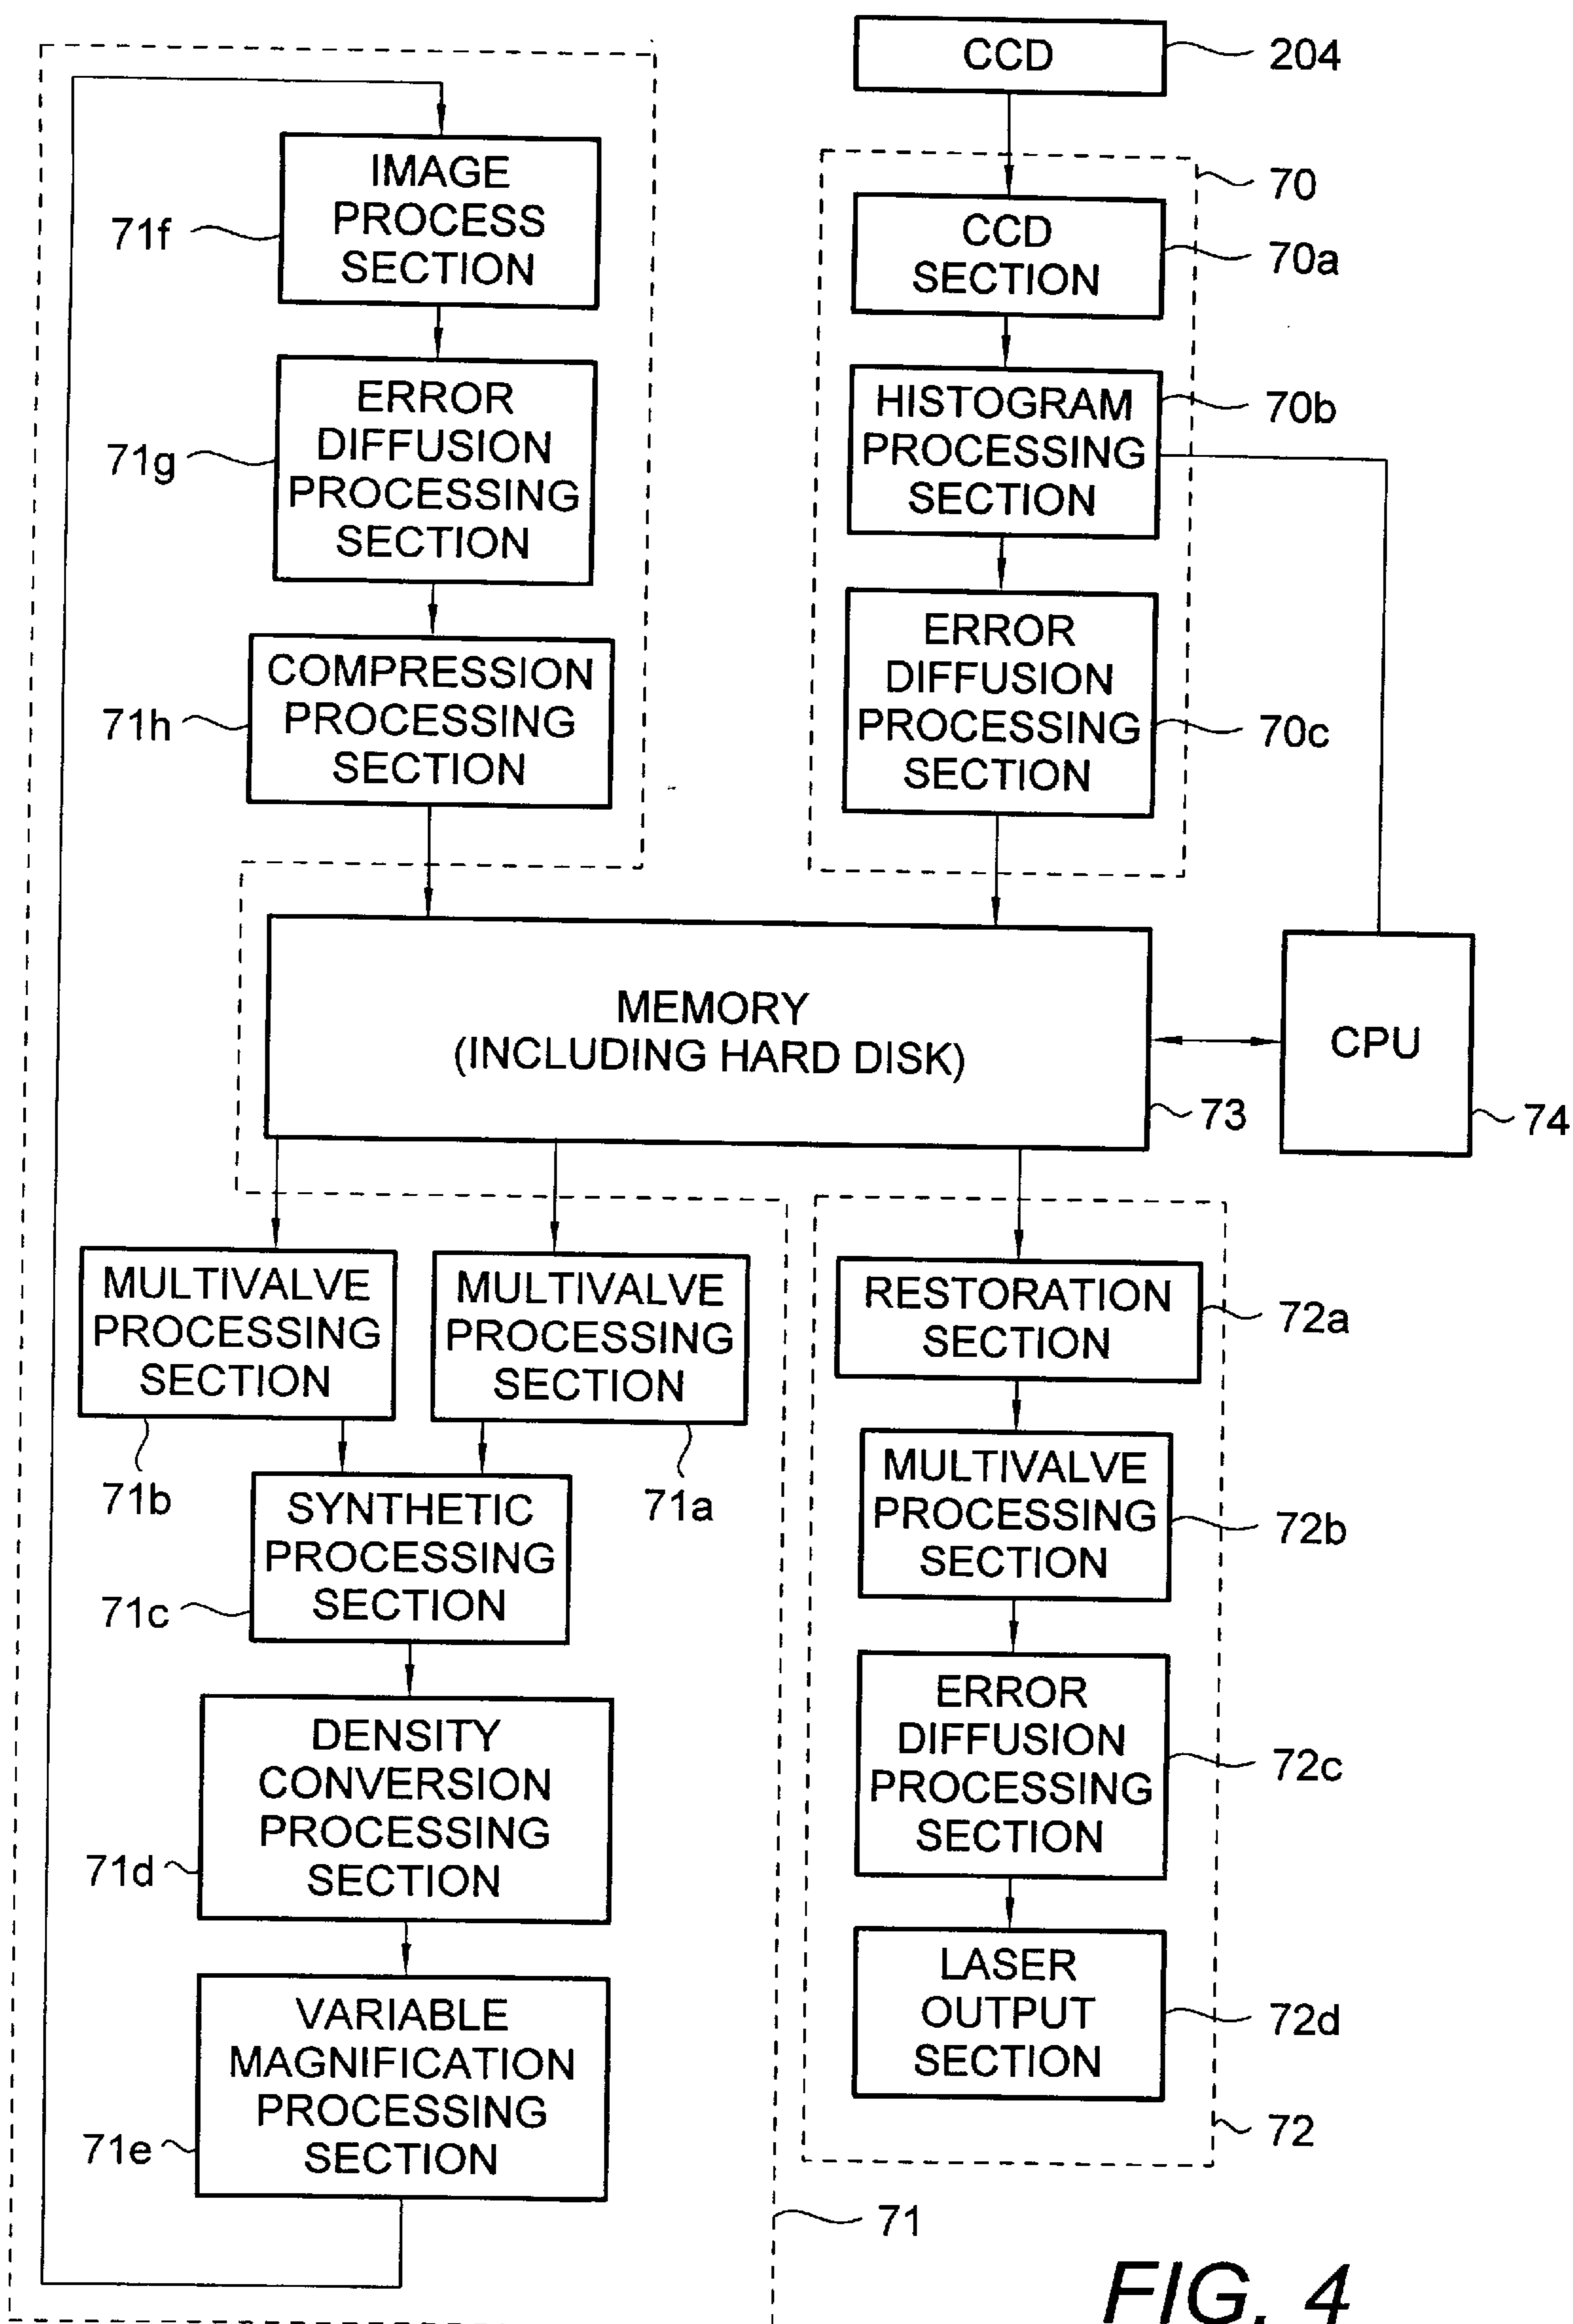 CCD
204
70
CCD
SECTION
70a
HISTOGRAM
PROCESSING
SECTION
70b
ERROR
DIFFUSION
PROCESSING
SECTION
70c
IMAGE
PROCESS
SECTION
71f
ERROR
DIFFUSION
PROCESSING
SECTION
71g
COMPRESSION
PROCESSING
SECTION
71h
MEMORY
(INCLUDING HARD DISK)
73
CPU
74
MULTIVALVE
PROCESSING
SECTION
71b
MULTIVALVE
PROCESSING
SECTION
71a
SYNTHETIC
PROCESSING
SECTION
71c
DENSITY
CONVERSION
PROCESSING
SECTION
71d
VARIABLE
MAGNIFICATION
PROCESSING
SECTION
71e
71
RESTORATION
SECTION
72a
MULTIVALVE
PROCESSING
SECTION
72b
ERROR
DIFFUSION
PROCESSING
SECTION
72c
LASER
OUTPUT
SECTION
72d
72
FIG. 4